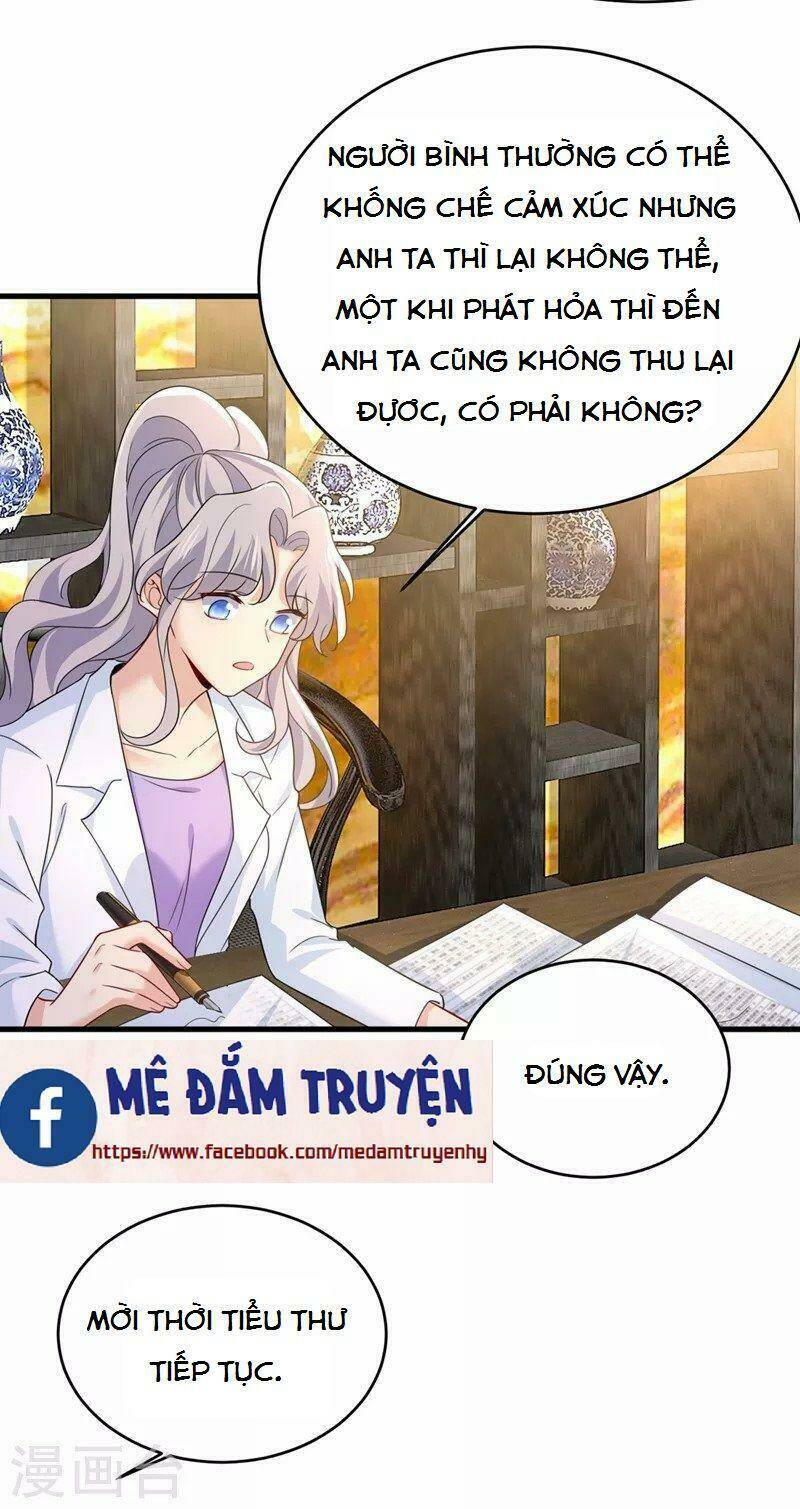 NGƯỜI BÌNH THƯỜNG CÓ THỂ
KHỐNG CHẾ CẢM XÚC NHƯNG
ANH TA THÌ LẠI KHÔNG THỂ,
MỘT KHI PHÁT HỎA THÌ ĐẾN
ANH TA CŨNG KHÔNG THU LẠI
ĐƯỢC, CÓ PHẢI KHÔNG?
ĐÚNG VẬY.
f MÊ ĐẮM TRUYỆN
https://www.facebook.com/medamtruyenhy
MỜI THỜI TIỂU THƯ
TIẾP TỤC.
漫画台